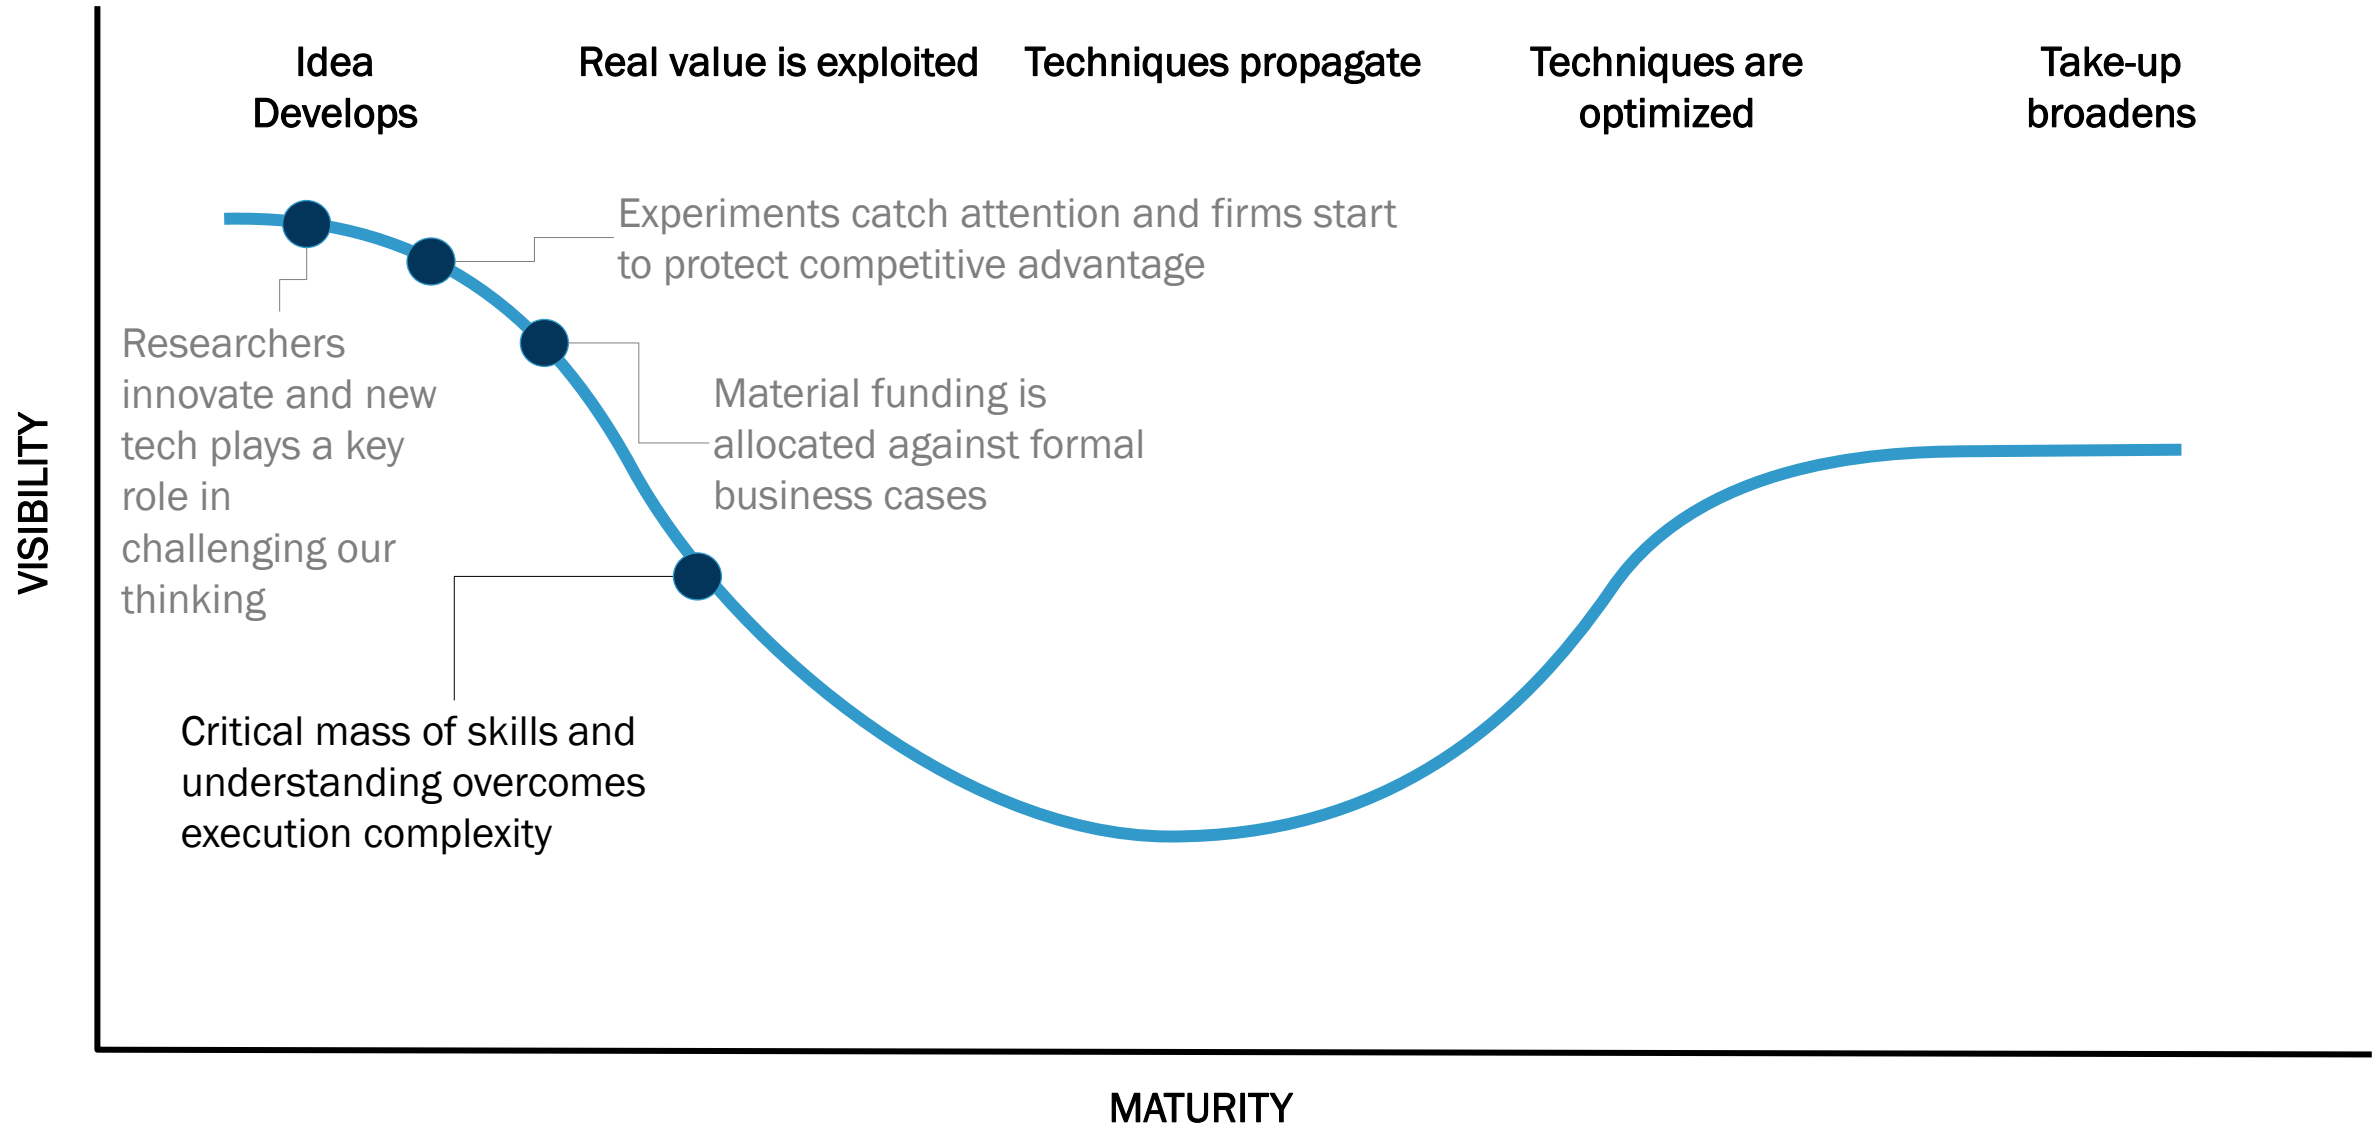 Idea
Develops
Real value is exploited
Techniques propagate
Techniques are
optimized
Take-up
broadens
Experiments catch attention and firms start
to protect competitive advantage
Researchers
innovate and new
tech plays a key
role in
challenging our
thinking
Material funding is
allocated against formal
business cases
Critical mass of skills and
understanding overcomes
execution complexity
VISIBILITY
MATURITY